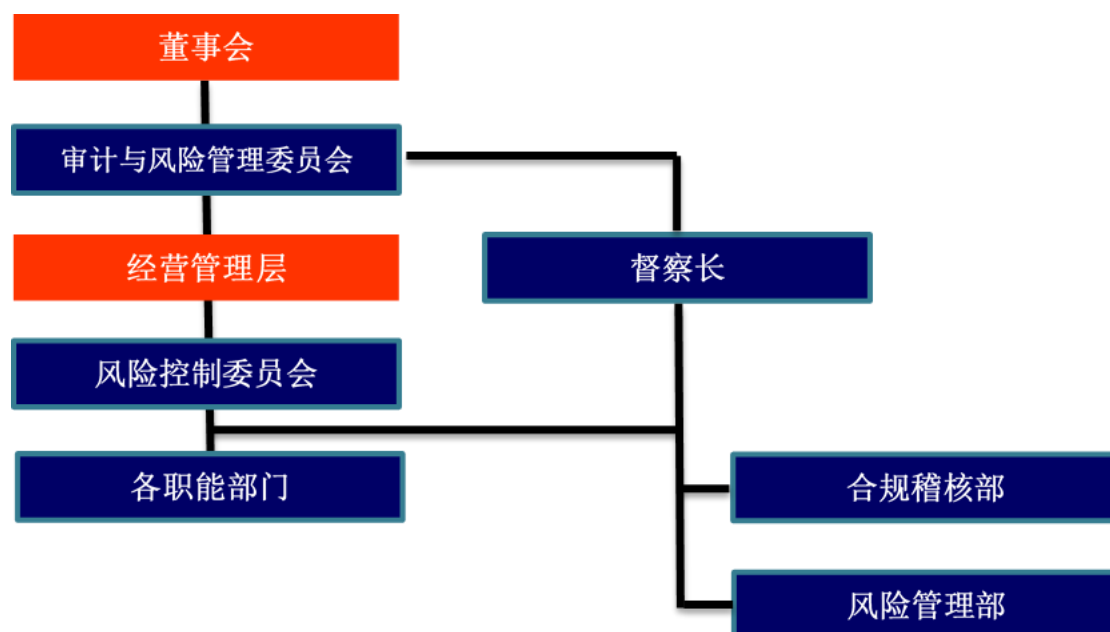 董事会
审计与风险管理委员会
经营管理层
督察长
风险控制委员会
各职能部门
合规稽核部
风险管理部